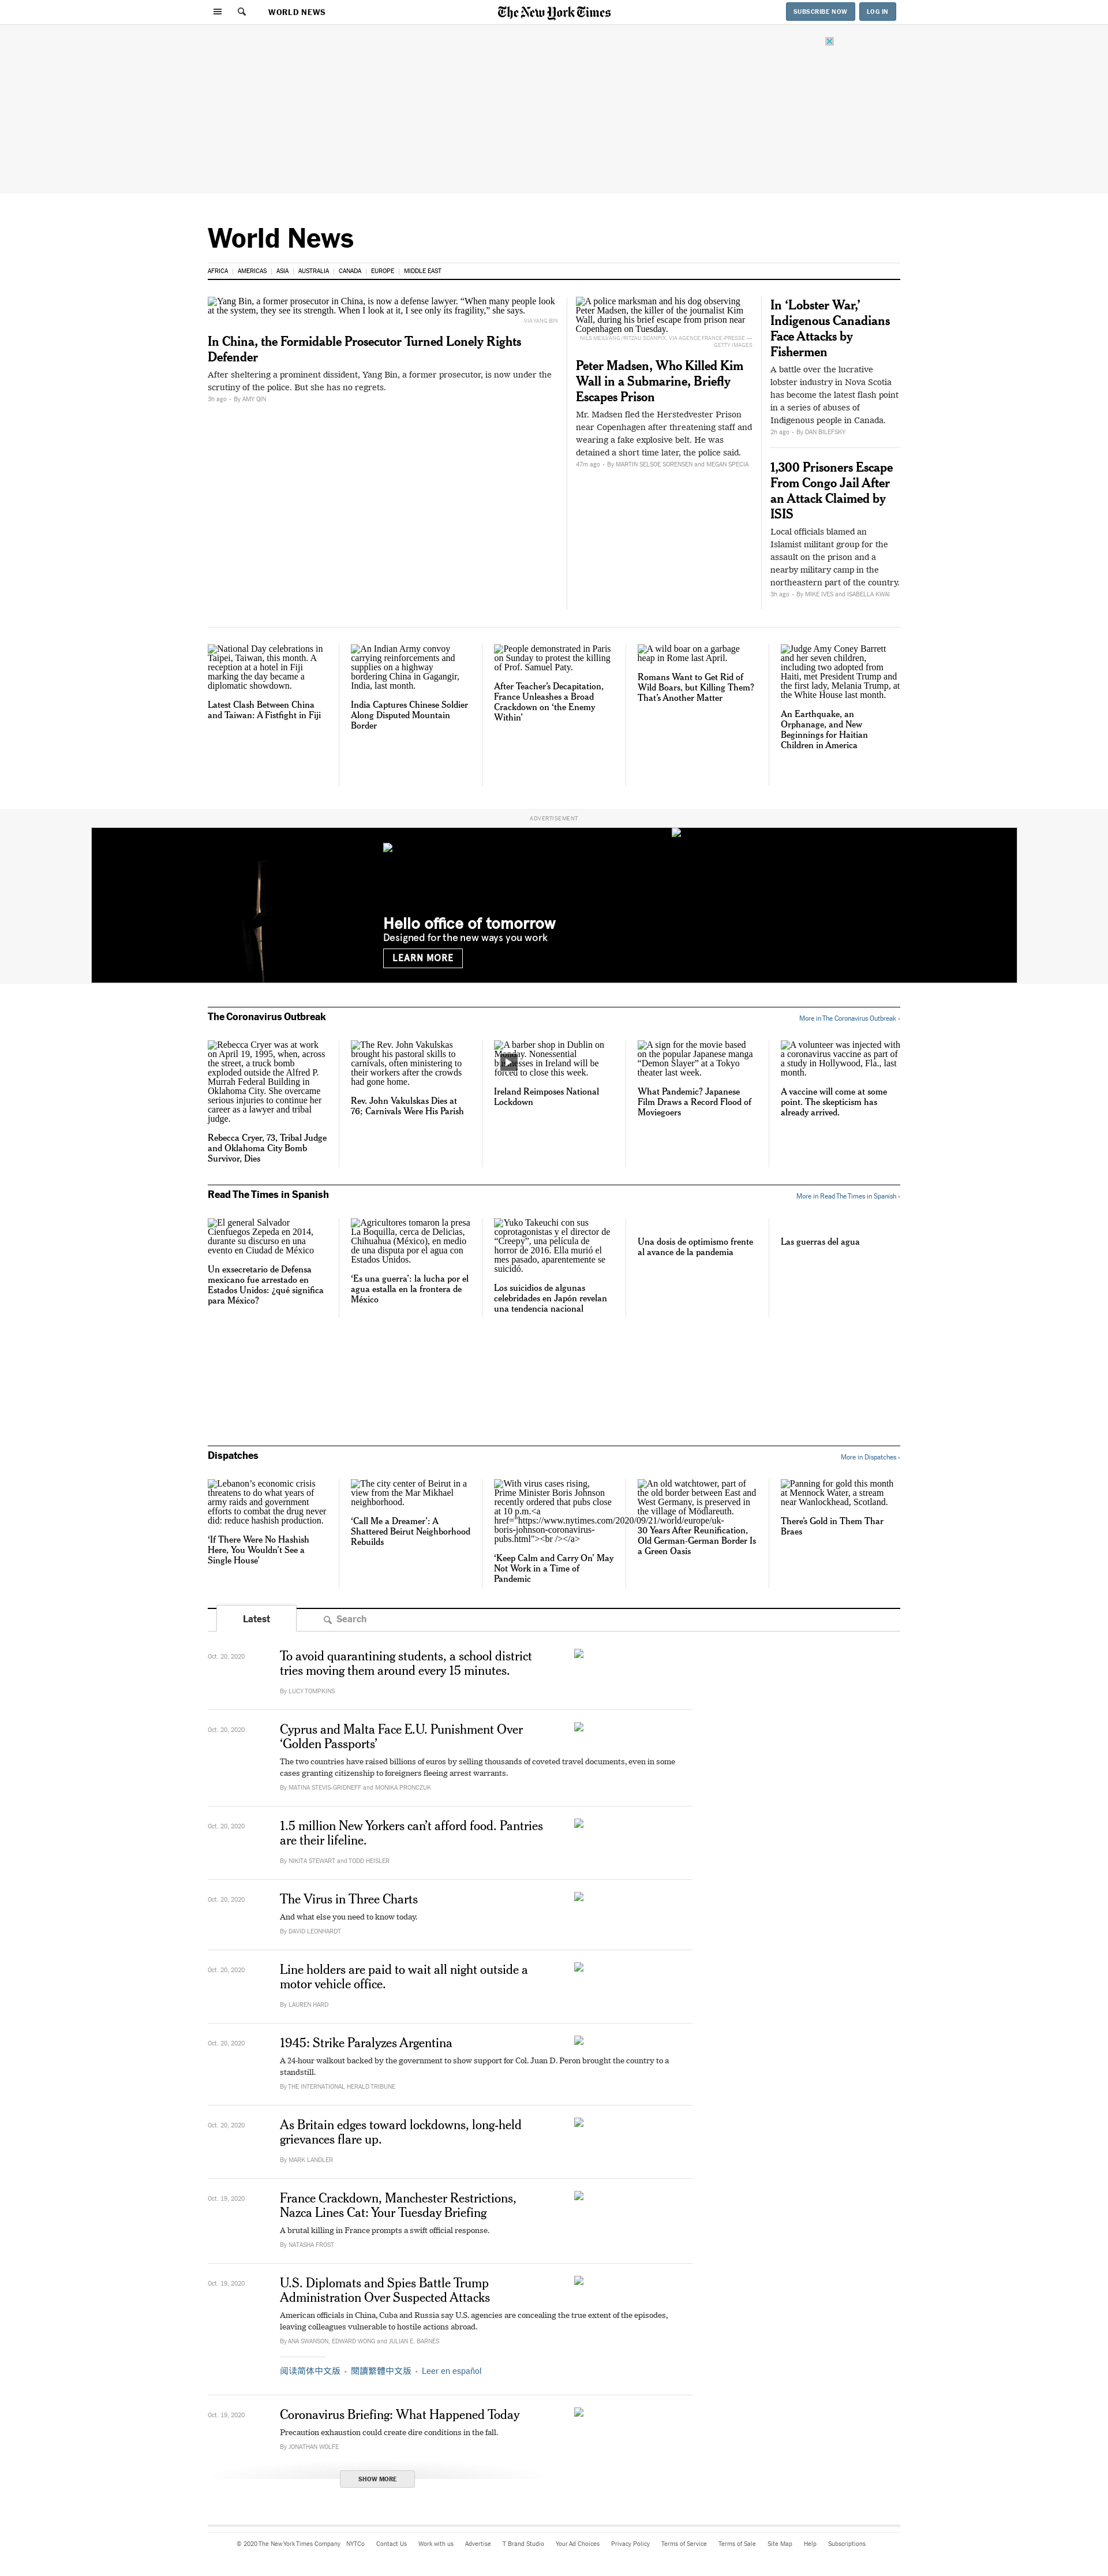 WORLD NEWS
The New York Times
SUBSCRIBE NOW
LOG IN
World News
AFRICA
AMERICAS
ASIA
AUSTRALIA
CANADA
EUROPE
MIDDLE EAST
Yang Bin, a former prosecutor in China, is now a defense lawyer. “When many people look
at the system, they see its strength. When I look at it, I see only its fragility,” she says.
VIA YANG BIN
In China, the Formidable Prosecutor Turned Lonely Rights
Defender
After sheltering a prominent dissident, Yang Bin, a former prosecutor, is now under the
scrutiny of the police. But she has no regrets.
3h ago - By AMY QIN
A police marksman and his dog observing
Peter Madsen, the killer of the journalist Kim
Wall, during his brief escape from prison near
Copenhagen on Tuesday.
NILS MEILVANG/RITZAU SCANPIX, VIA AGENCE FRANCE-PRESSE —
GETTY IMAGES
Peter Madsen, Who Killed Kim
Wall in a Submarine, Briefly
Escapes Prison
Mr. Madsen fled the Herstedvester Prison
near Copenhagen after threatening staff and
wearing a fake explosive belt. He was
detained a short time later, the police said.
47m ago - By MARTIN SELSOE SORENSEN and MEGAN SPECIA
In ‘Lobster War,’
Indigenous Canadians
Face Attacks by
Fishermen
A battle over the lucrative
lobster industry in Nova Scotia
has become the latest flash point
in a series of abuses of
Indigenous people in Canada.
2h ago - By DAN BILEFSKY
1,300 Prisoners Escape
From Congo Jail After
an Attack Claimed by
ISIS
Local officials blamed an
Islamist militant group for the
assault on the prison and a
nearby military camp in the
northeastern part of the country.
3h ago - By MIKE IVES and ISABELLA KWAI
National Day celebrations in
Taipei, Taiwan, this month. A
reception at a hotel in Fiji
marking the day became a
diplomatic showdown.
Latest Clash Between China
and Taiwan: A Fistfight in Fiji
An Indian Army convoy
carrying reinforcements and
supplies on a highway
bordering China in Gagangir,
India, last month.
India Captures Chinese Soldier
Along Disputed Mountain
Border
People demonstrated in Paris
on Sunday to protest the killing
of Prof. Samuel Paty.
After Teacher’s Decapitation,
France Unleashes a Broad
Crackdown on ‘the Enemy
Within’
A wild boar on a garbage
heap in Rome last April.
Romans Want to Get Rid of
Wild Boars, but Killing Them?
That’s Another Matter
Judge Amy Coney Barrett
and her seven children,
including two adopted from
Haiti, met President Trump and
the first lady, Melania Trump, at
the White House last month.
An Earthquake, an
Orphanage, and New
Beginnings for Haitian
Children in America
ADVERTISEMENT
Hello office of tomorrow
Designed for the new ways you work
LEARN MORE
The Coronavirus Outbreak
More in The Coronavirus Outbreak ›
Rebecca Cryer was at work
on April 19, 1995, when, across
the street, a truck bomb
exploded outside the Alfred P.
Murrah Federal Building in
Oklahoma City. She overcame
serious injuries to continue her
career as a lawyer and tribal
judge.
Rebecca Cryer, 73, Tribal Judge
and Oklahoma City Bomb
Survivor, Dies
The Rev. John Vakulskas
brought his pastoral skills to
carnivals, often ministering to
their workers after the crowds
had gone home.
Rev. John Vakulskas Dies at
76; Carnivals Were His Parish
A barber shop in Dublin on
Nonessential
in Ireland will be
to close this week.
Ireland Reimposes National
Lockdown
A sign for the movie based
on the popular Japanese manga
“Demon Slayer” at a Tokyo
theater last week.
What Pandemic? Japanese
Film Draws a Record Flood of
Moviegoers
A volunteer was injected with
a coronavirus vaccine as part of
a study in Hollywood, Fla., last
month.
A vaccine will come at some
point. The skepticism has
already arrived.
Read The Times in Spanish
More in Read The Times in Spanish ›
El general Salvador
Cienfuegos Zepeda en 2014,
durante su discurso en una
evento en Ciudad de México
Un exsecretario de Defensa
mexicano fue arrestado en
Estados Unidos: ¿qué significa
para México?
Agricultores tomaron la presa
La Boquilla, cerca de Delicias,
Chihuahua (México), en medio
de una disputa por el agua con
Estados Unidos.
‘Es una guerra’: la lucha por el
agua estalla en la frontera de
México
Yuko Takeuchi con sus
coprotagonistas y el director de
“Creepy”, una película de
horror de 2016. Ella murió el
mes pasado, aparentemente se
suicidó.
Los suicidios de algunas
celebridades en Japón revelan
una tendencia nacional
Una dosis de optimismo frente
al avance de la pandemia
Las guerras del agua
Dispatches
More in Dispatches ›
Lebanon’s economic crisis
threatens to do what years of
army raids and government
efforts to combat the drug never
did: reduce hashish production.
‘If There Were No Hashish
Here, You Wouldn’t See a
Single House’
The city center of Beirut in a
view from the Mar Mikhael
neighborhood.
‘Call Me a Dreamer’: A
Shattered Beirut Neighborhood
Rebuilds
With virus cases rising,
Prime Minister Boris Johnson
recently ordered that pubs close
at 10 p.m.<a
href="https://www.nytimes.com/2020/09/21/world/europe/uk-
boris-johnson-coronavirus-
pubs.html"><br /></a>
‘Keep Calm and Carry On’ May
Not Work in a Time of
Pandemic
An old watchtower, part of
the old border between East and
West Germany, is preserved in
the village of Mödlareuth.
30 Years After Reunification,
Old German-German Border Is
a Green Oasis
Panning for gold this month
at Mennock Water, a stream
near Wanlockhead, Scotland.
There’s Gold in Them Thar
Braes
Latest
Search
Oct. 20, 2020
To avoid quarantining students, a school district
tries moving them around every 15 minutes.
By LUCY TOMPKINS
Oct. 20, 2020
Cyprus and Malta Face E.U. Punishment Over
‘Golden Passports’
The two countries have raised billions of euros by selling thousands of coveted travel documents, even in some
cases granting citizenship to foreigners fleeing arrest warrants.
By MATINA STEVIS-GRIDNEFF and MONIKA PRONCZUK
Oct. 20, 2020
1.5 million New Yorkers can’t afford food. Pantries
are their lifeline.
By NIKITA STEWART and TODD HEISLER
Oct. 20, 2020
The Virus in Three Charts
And what else you need to know today.
By DAVID LEONHARDT
Oct. 20, 2020
Line holders are paid to wait all night outside a
motor vehicle office.
By LAUREN HARD
Oct. 20, 2020
1945: Strike Paralyzes Argentina
A 24-hour walkout backed by the government to show support for Col. Juan D. Peron brought the country to a
standstill.
By THE INTERNATIONAL HERALD TRIBUNE
Oct. 20, 2020
As Britain edges toward lockdowns, long-held
grievances flare up.
By MARK LANDLER
Oct. 19, 2020
France Crackdown, Manchester Restrictions,
Nazca Lines Cat: Your Tuesday Briefing
A brutal killing in France prompts a swift official response.
By NATASHA FROST
Oct. 19, 2020
U.S. Diplomats and Spies Battle Trump
Administration Over Suspected Attacks
American officials in China, Cuba and Russia say U.S. agencies are concealing the true extent of the episodes,
leaving colleagues vulnerable to hostile actions abroad.
By ANA SWANSON, EDWARD WONG and JULIAN E. BARNES
阅读简体中文版 • 閱讀繁體中文版 • Leer en español
Oct. 19, 2020
Coronavirus Briefing: What Happened Today
Precaution exhaustion could create dire conditions in the fall.
By JONATHAN WOLFE
SHOW MORE
© 2020 The New York Times Company
NYTCo
Contact Us
Work with us
Advertise
T Brand Studio
Your Ad Choices
Privacy Policy
Terms of Service
Terms of Sale
Site Map
Help
Subscriptions